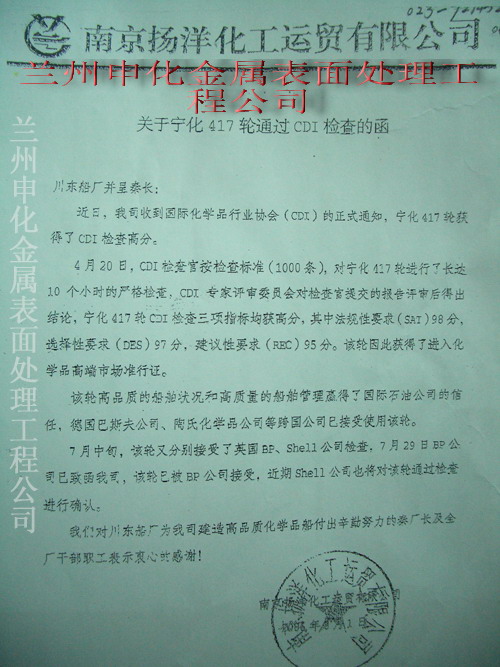 023-
南京扬洋化工运贸有限公司
兰州申化金属表面处理工
程公司
关于宁化417轮通过CDI检查的函
川东船厂并呈秦长：
近日，我司收到国际化学品行业协会（CDI）的正式通知，宁化417轮获
得了CDI检查高分。
4月20日，CDI检查官按检查标准（1000条），对宁化417轮进行了长达
10个小时的严格检查，CDI专家评审委员会对检查官提交的报告评审后得出
结论，宁化417轮CDI检查三项指标均获高分，其中法规性要求（SAT）98分，
选择性要求（DES）97分，建议性要求（REC）95分。该轮因此获得了进入化
学品高端市场准行证。
该轮高品质的船舶状况和高质量的船舶管理赢得了国际石油公司的信
任，德国巴斯夫公司、陶氏化学品公司等跨国公司已接受使用该轮。
7月中旬，该轮又分别接受了英国BP、Shell公司检查，7月29日BP公
司已致函我司，该轮已被BP公司接受，近期Shell公司也将对该轮通过检查
进行确认。
我们对川东船厂为我司建造高品质化学品船付出辛勤努力的秦厂长及全
厂干部职工表示衷心的感谢！
南京扬洋化工运贸有限公司
兰州申化金属表面处理工程公司